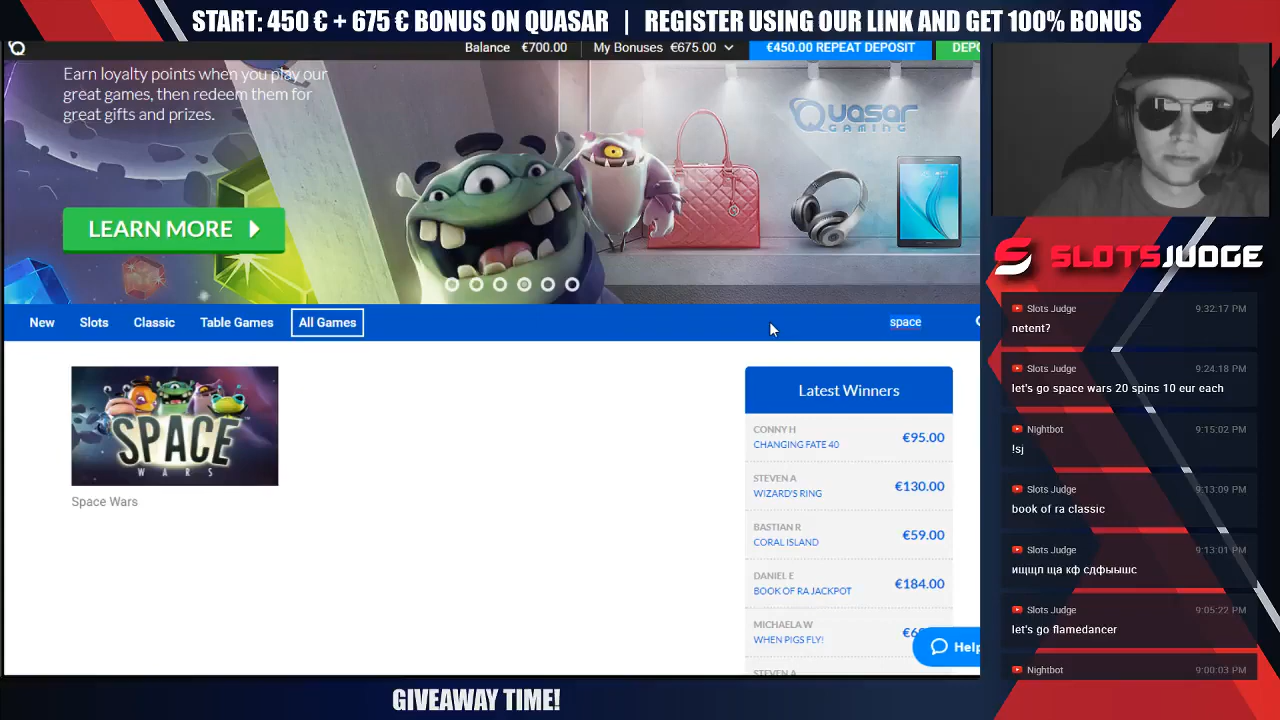 START: 450 € + 675 € BONUS ON QUASAR | REGISTER USING OUR LINK AND GET 100% BONUS
Balance €700.00 My Bonuses €675.00 €450.00 REPEAT DEPOSIT
Earn loyalty points when you play our
great games, then redeem them for
great gifts and prizes.
LEARN MORE
Quasar
GAMING
New Slots Classic Table Games All Games space
SPACE
WARS
Space Wars
Latest Winners
CONNY H
CHANGING FATE 40 €95.00
STEVEN A
WIZARD'S RING €130.00
BASTIAN R
CORAL ISLAND €59.00
DANIEL E
BOOK OF RA JACKPOT €184.00
MICHAELA W
WHEN PIGS FLY!
STEVEN A
Help
SLOTSJUDGE
Slots Judge 9:32:17 PM
netent?
Slots Judge 9:24:18 PM
let's go space wars 20 spins 10 eur each
Nightbot 9:15:02 PM
!sj
Slots Judge 9:13:09 PM
book of ra classic
Slots Judge 9:13:01 PM
ищщл ща кф сдфыышс
Slots Judge 9:05:22 PM
let's go flamedancer
Nightbot 9:00:03 PM
GIVEAWAY TIME!